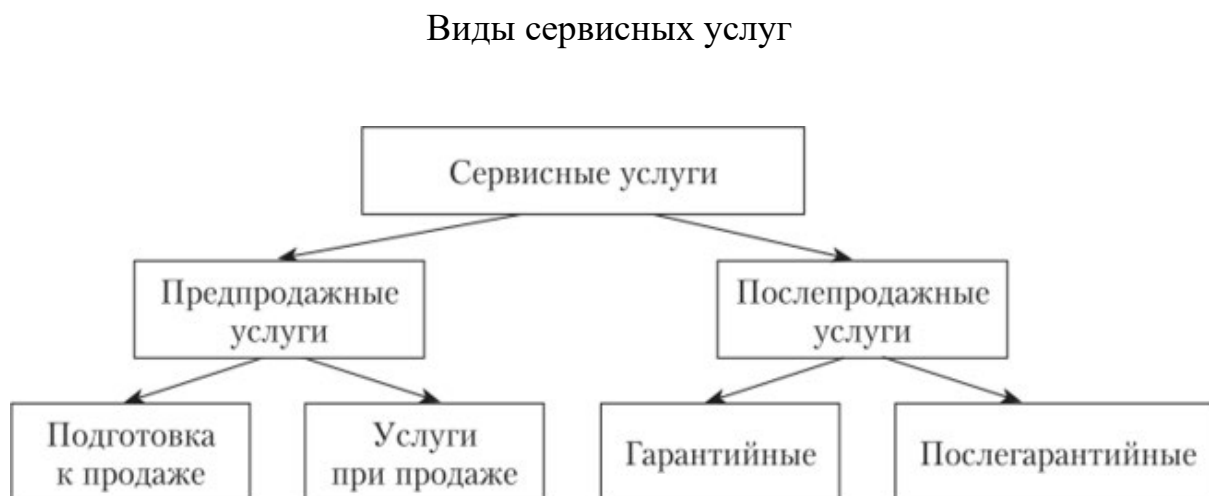 Виды сервисных услуг
Сервисные услуги
Предпродажные
услуги
Послепродажные
услуги
Подготовка
к продаже
Услуги
при продаже
Гарантийные
Послегарантийные